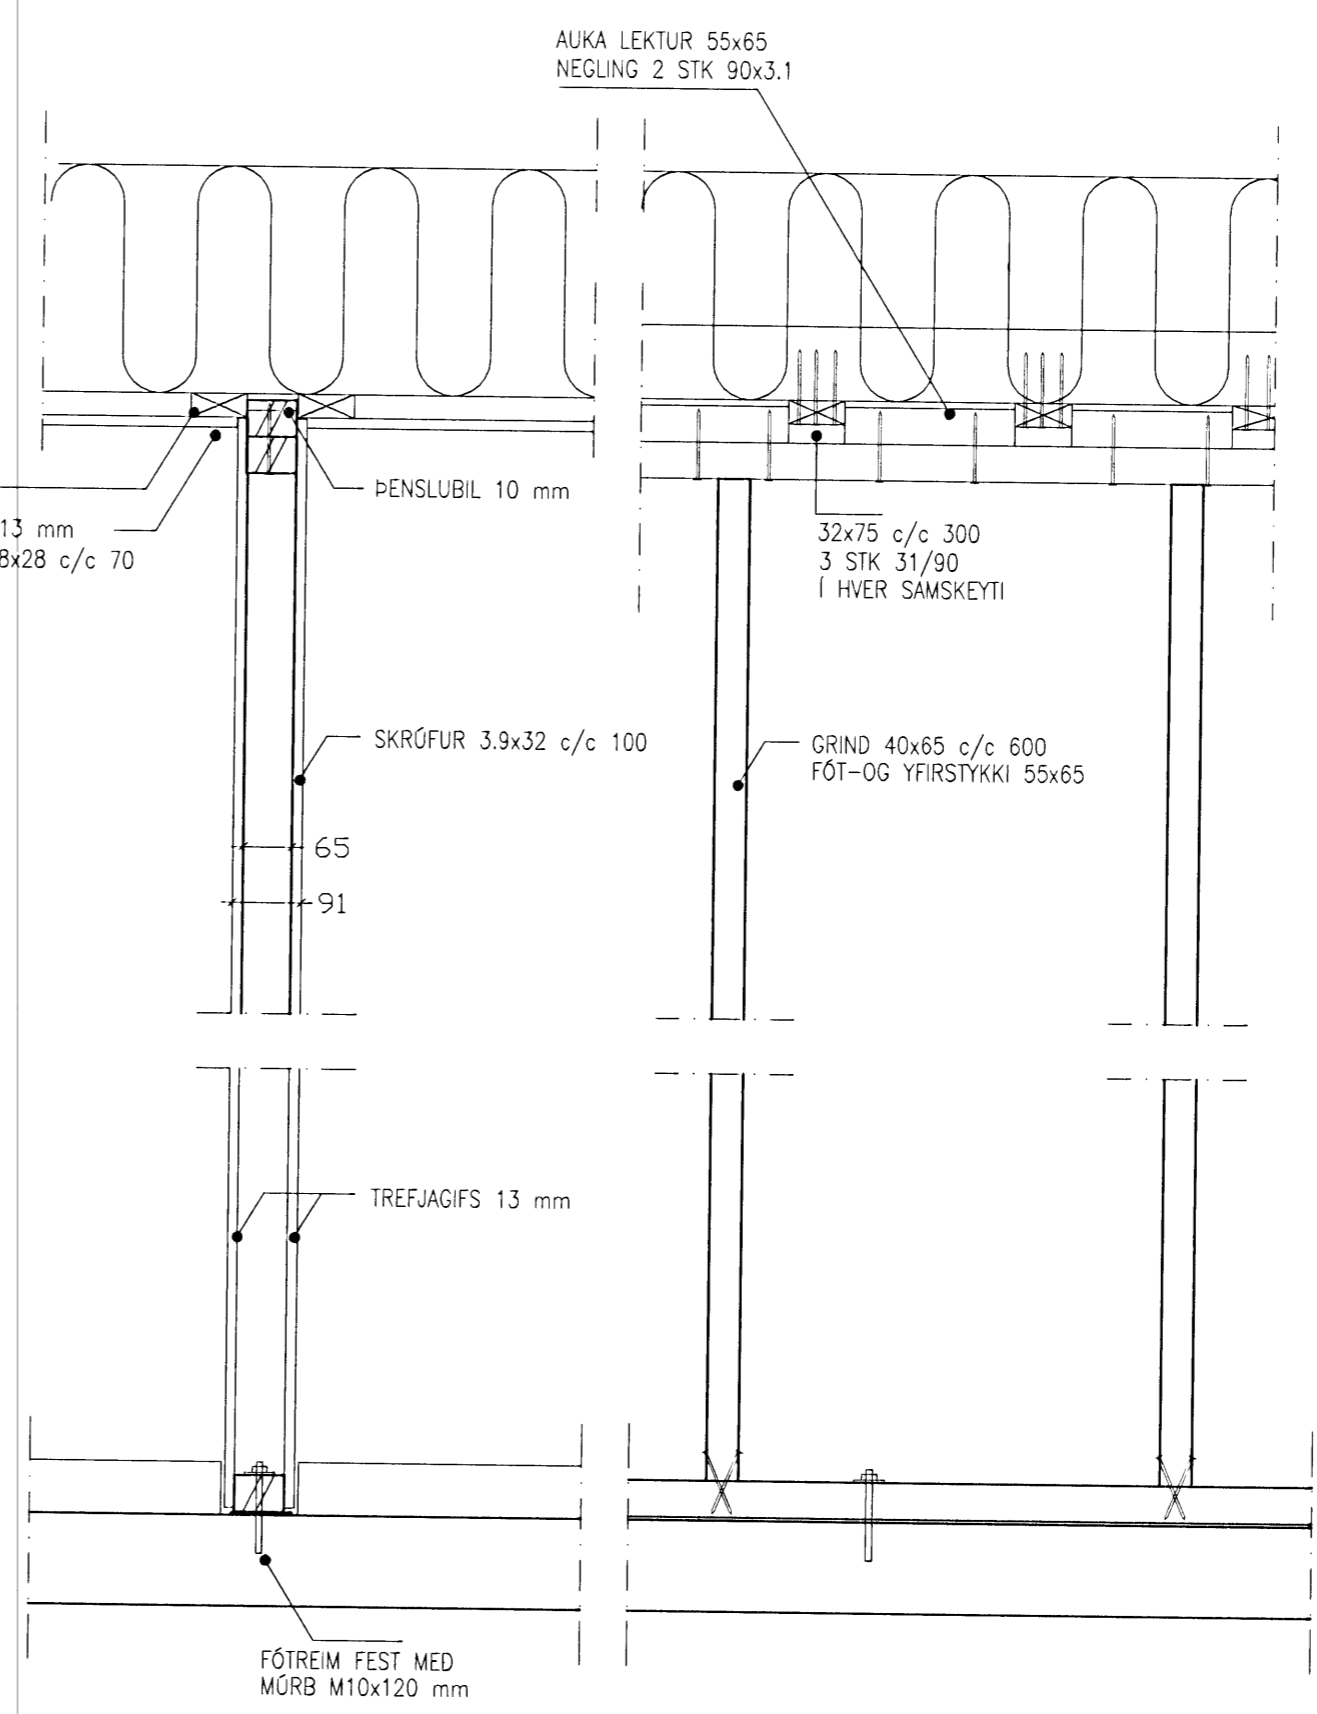 AUKA LEKTUR 55x65
NEGLING 2 STK 90x3.1
ÞENSLUBIL 10 mm
13 mm
8x28 c/c 70
32x75 c/c 300
3 STK 31/90
Í HVER SAMSKEYTI
SKRÚFUR 3.9x32 c/c 100
GRIND 40x65 c/c 600
FÓT-OG YFIRSTYKKI 55x65
65
91
TREFJAGIFS 13 mm
FÓTREIM FEST MED
MÚRB M10x120 mm